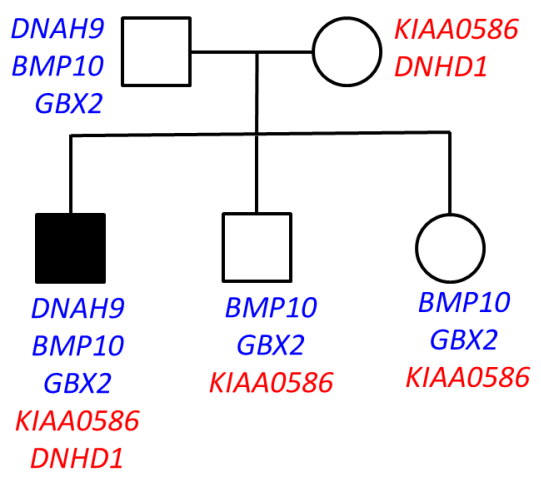 DNAH9
BMP10
GBX2
KIAA0586
DNHD1
DNAH9
BMP10
GBX2
KIAA0586
DNHD1
BMP10
GBX2
KIAA0586
BMP10
GBX2
KIAA0586